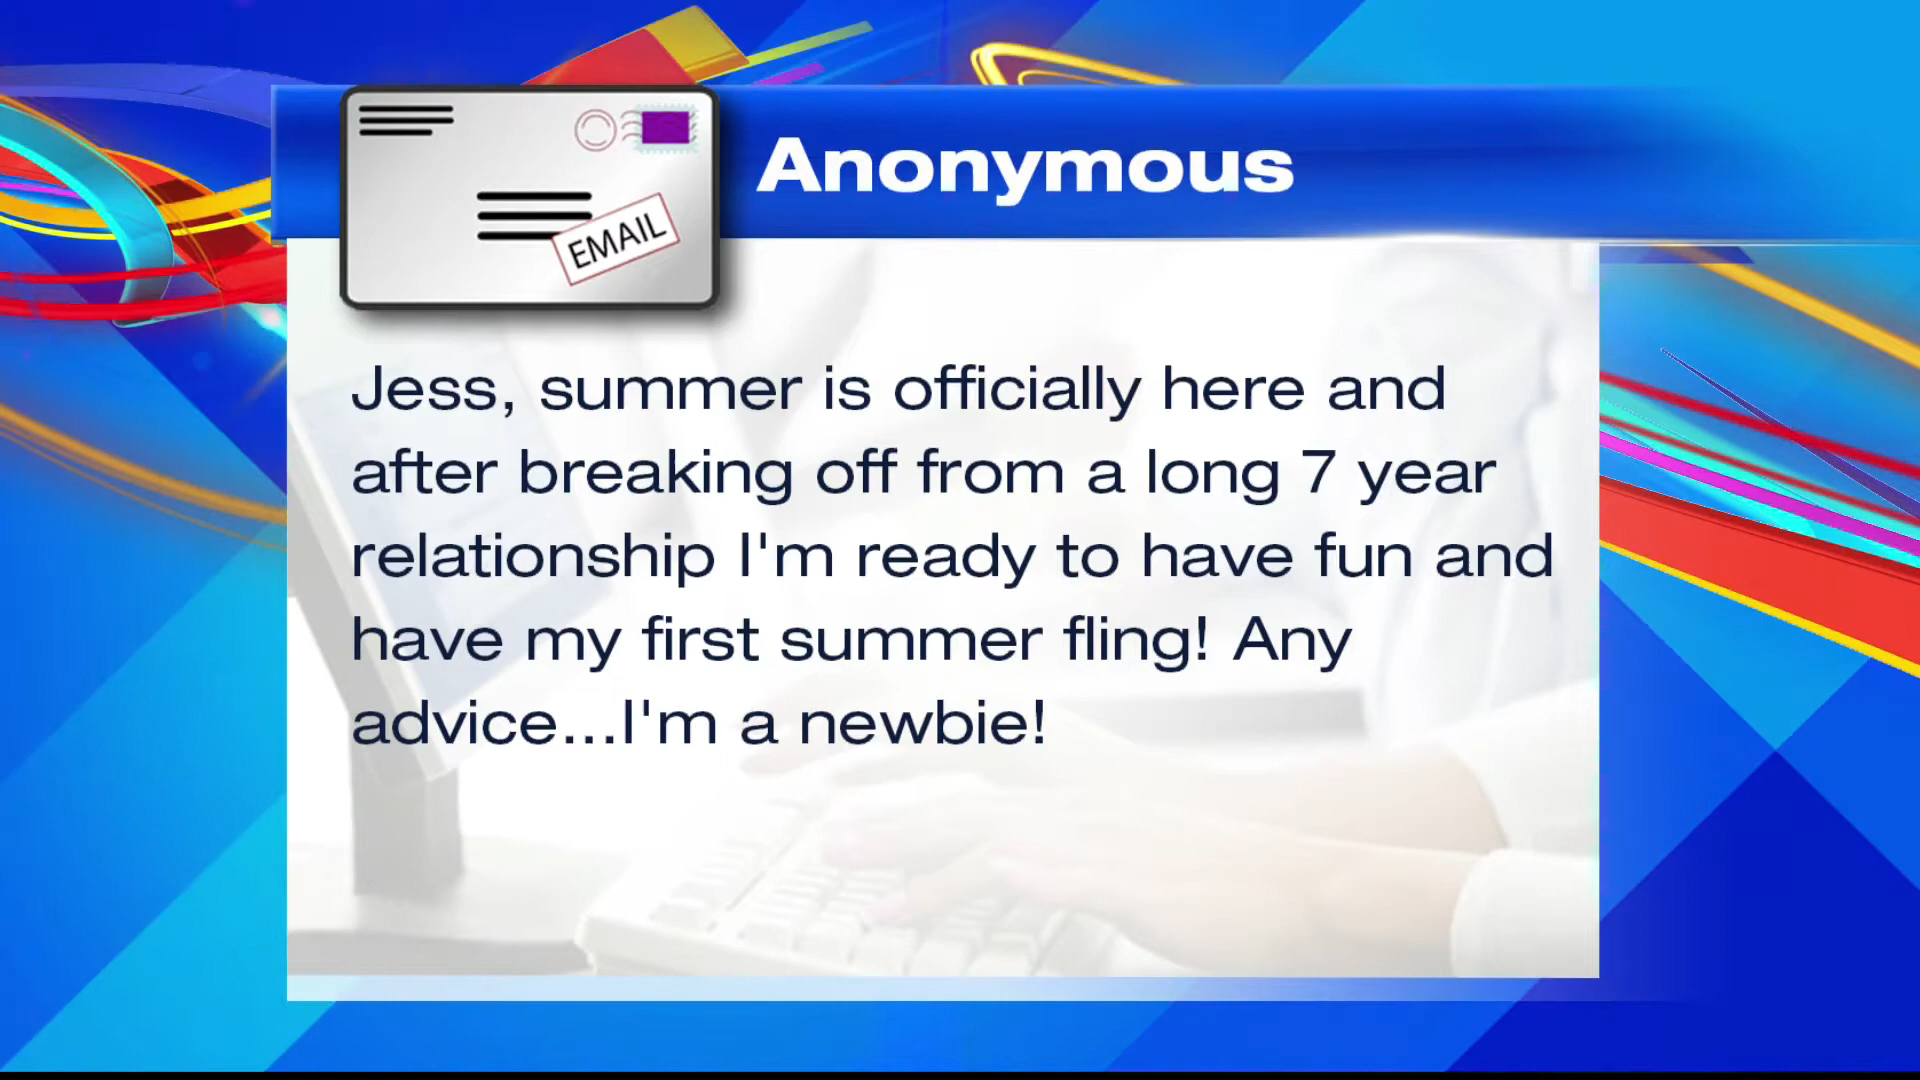 Anonymous
EMAIL
Jess, summer is officially here and
after breaking off from a long 7 year
relationship I'm ready to have fun and
have my first summer fling! Any
advice...I'm a newbie!